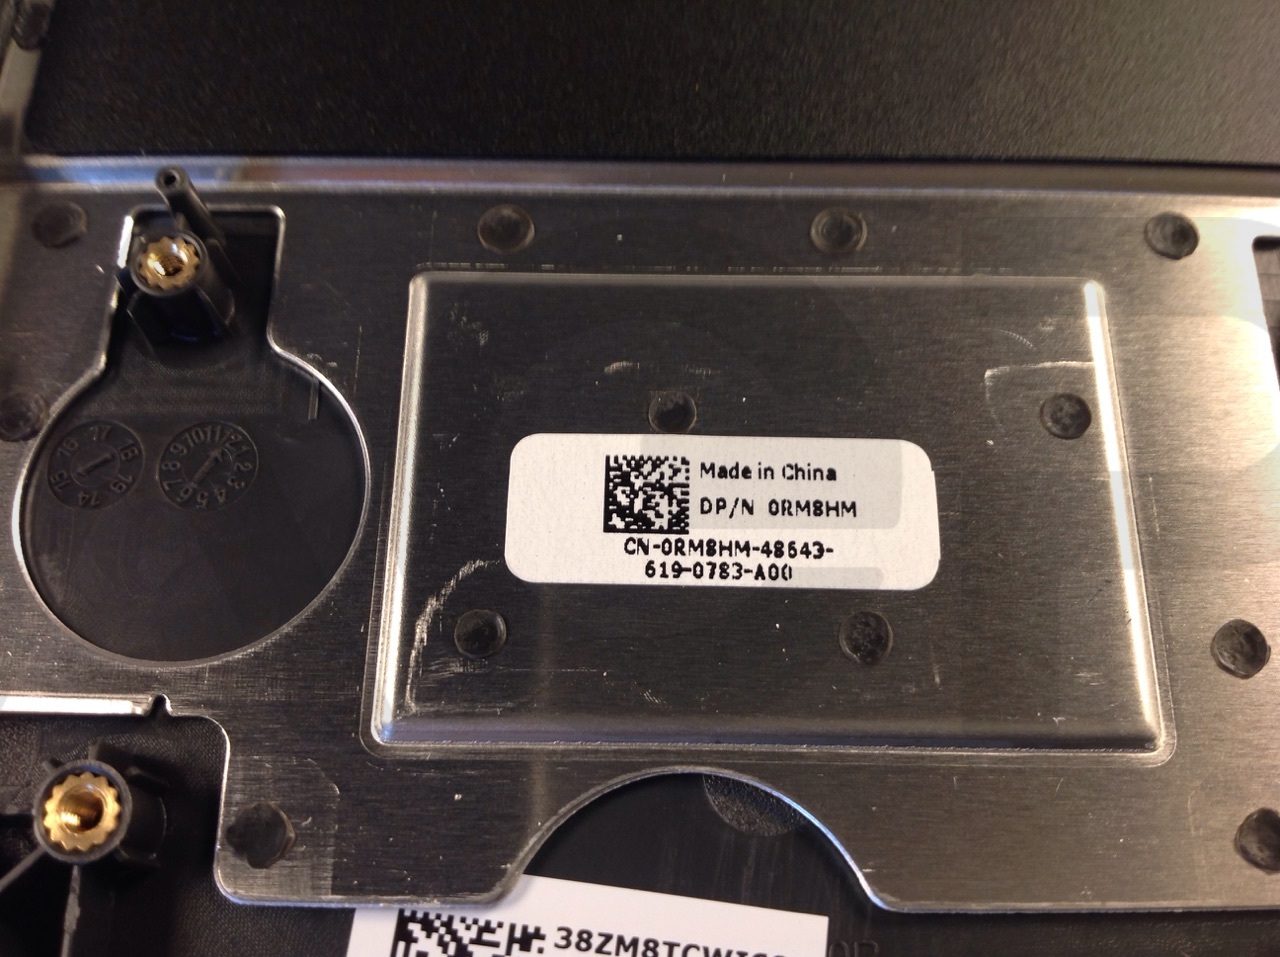 Made in China
DP/N 0RM8HM
CN-0RM8HM-48643-
619-0783-A00